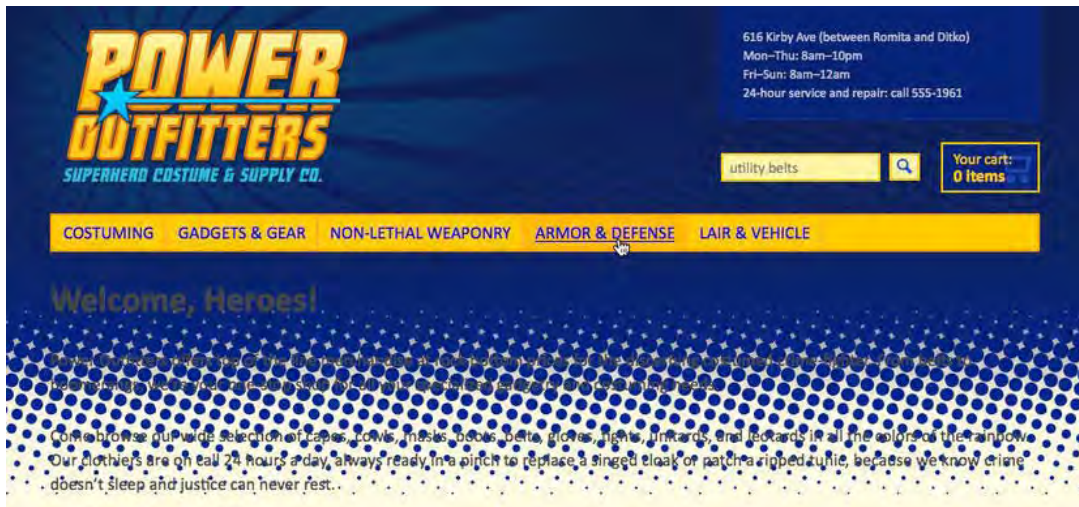 POWER
OUTFITTERS
SUPERHERO COSTUME & SUPPLY CO.
616 Kirby Ave (between Romita and Ditko)
Mon–Thu: 8am–10pm
Fri–Sun: 8am–12am
24-hour service and repair: call 555-1961
utility belts
Your cart:
0 items
COSTUMING GADGETS & GEAR NON-LETHAL WEAPONRY ARMOR & DEFENSE LAIR & VEHICLE
Welcome, Heroes!
Come browse our wide selection of capes, cowls, masks, boots, belts, gloves, tights, unitards, and leotards in all the colors of the rainbow.
Our clothiers are on call 24 hours a day, always ready in a pinch to replace a singed cloak or patch a ripped tunic, because we know crime
doesn't sleep and justice can never rest.